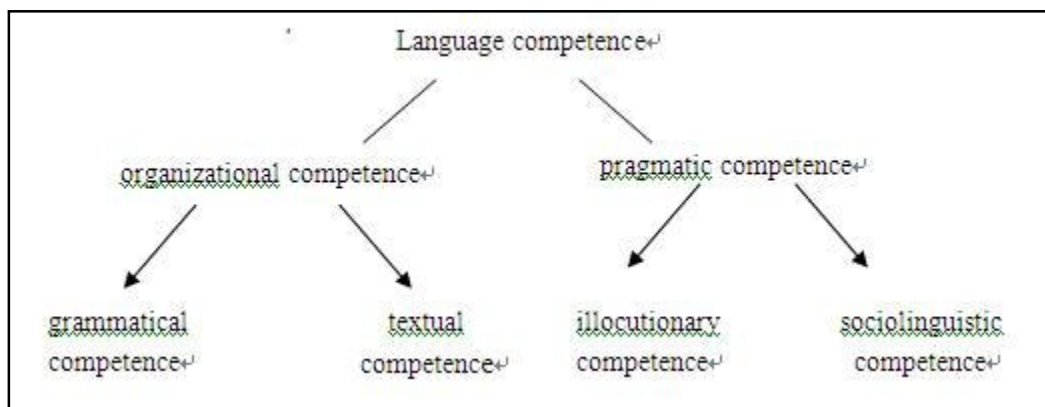 Language competence↵
organizational competence↵
pragmatic competence↵
grammatical
competence↵
textual
competence↵
illocutionary
competence↵
sociolinguistic
competence↵